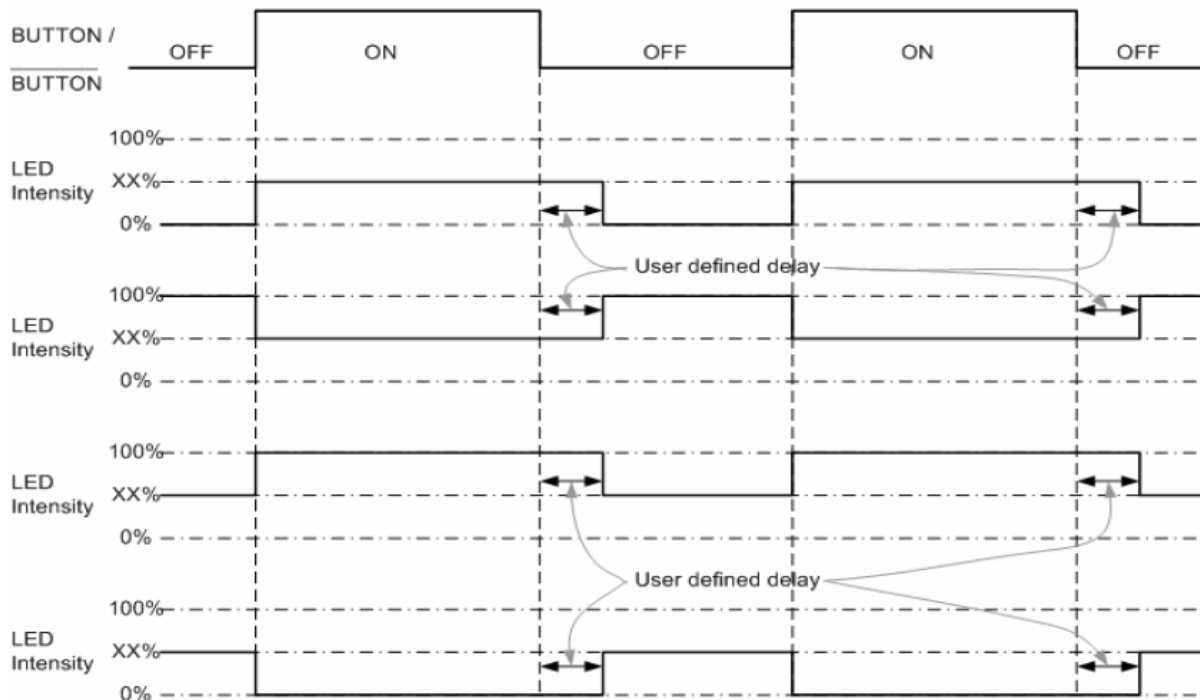 BUTTON /
BUTTON
OFF ON OFF ON OFF
100%
LED
Intensity
XX%
0%
User defined delay
100%
LED
Intensity
XX%
0%
100%
LED
Intensity
XX%
0%
User defined delay
100%
LED
Intensity
XX%
0%